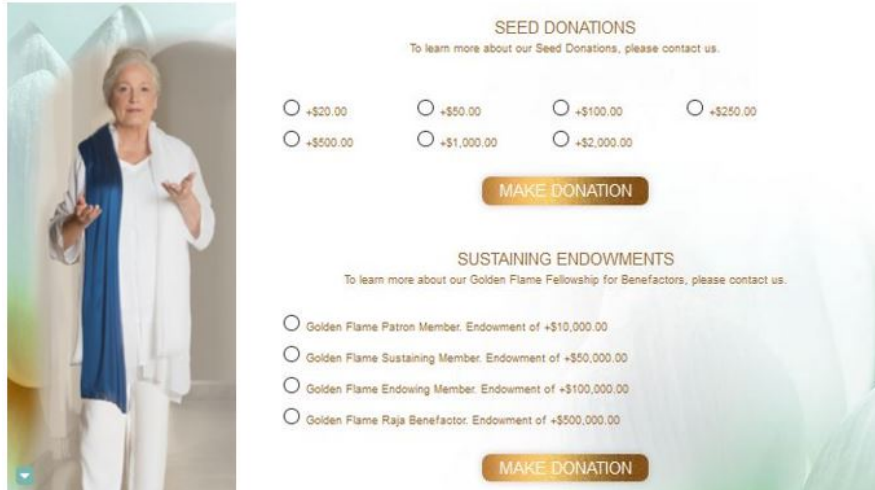 SEED DONATIONS
To learn more about our Seed Donations, please contact us.
+$20.00 +$50.00 +$100.00 +$250.00
+$500.00 +$1,000.00 +$2,000.00
MAKE DONATION
SUSTAINING ENDOWMENTS
To learn more about our Golden Flame Fellowship for Benefactors, please contact us.
Golden Flame Patron Member. Endowment of +$10,000.00
Golden Flame Sustaining Member. Endowment of +$50,000.00
Golden Flame Endowing Member. Endowment of +$100,000.00
Golden Flame Raja Benefactor. Endowment of +$500,000.00
MAKE DONATION